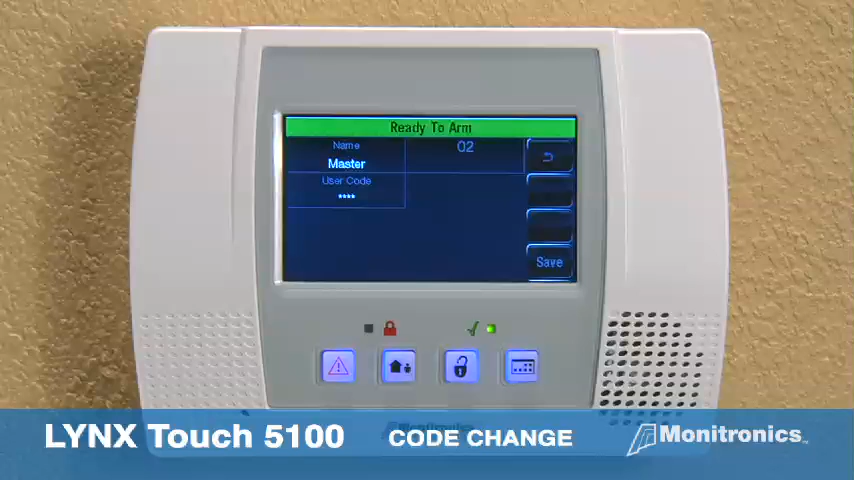 Ready To Arm
Name
02
Master
User Code
****
Save
LYNX Touch 5100
CODE CHANGE
Monitronics